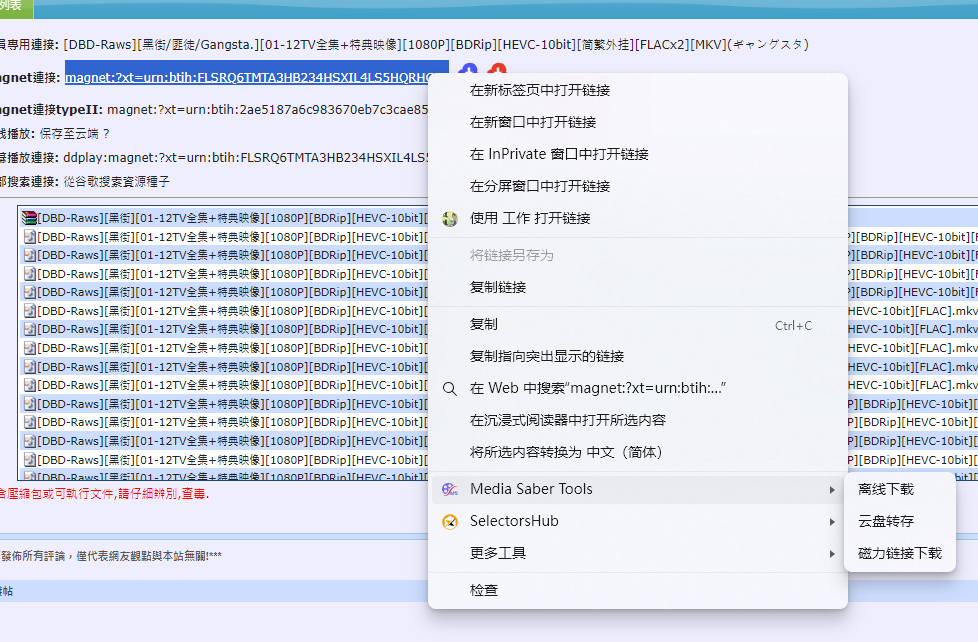 列表
員専用連接: [DBD-Raws][黑街/匪徒/Gangsta.][01-12TV全集+特典映像][1080P][BDRip][HEVC-10bit][简繁外挂][FLACx2][MKV](ギャングスタ)
agnet連接: magnet:?xt=urn:btih:FLSRQ6TMTA3HB234HSXIL4LS5HQRHC
agnet連接typeII: magnet:?xt=urn:btih:2ae5187a6c983670eb7c3cae85
线播放: 保存至云端 ?
幕播放連接: ddplay:magnet:?xt=urn:btih:FLSRQ6TMTA3HB234HSXIL4LS5
部搜索連接: 從谷歌搜索資源種子
[DBD-Raws][黑街][01-12TV全集+特典映像][1080P][BDRip][HEVC-10bit][
[DBD-Raws][黑街][01-12TV全集+特典映像][1080P][BDRip][HEVC-10bit][ P][BDRip][HEVC-10bit][F
[DBD-Raws][黑街][01-12TV全集+特典映像][1080P][BDRip][HEVC-10bit][ P][BDRip][HEVC-10bit][F
[DBD-Raws][黑街][01-12TV全集+特典映像][1080P][BDRip][HEVC-10bit][ P][BDRip][HEVC-10bit][F
[DBD-Raws][黑街][01-12TV全集+特典映像][1080P][BDRip][HEVC-10bit][ P][BDRip][HEVC-10bit][F
[DBD-Raws][黑街][01-12TV全集+特典映像][1080P][BDRip][HEVC-10bit][ HEVC-10bit][FLAC].mkv
[DBD-Raws][黑街][01-12TV全集+特典映像][1080P][BDRip][HEVC-10bit][ HEVC-10bit][FLAC].mkv
[DBD-Raws][黑街][01-12TV全集+特典映像][1080P][BDRip][HEVC-10bit][ HEVC-10bit][FLAC].mkv
[DBD-Raws][黑街][01-12TV全集+特典映像][1080P][BDRip][HEVC-10bit][ HEVC-10bit][FLAC].mkv
[DBD-Raws][黑街][01-12TV全集+特典映像][1080P][BDRip][HEVC-10bit][ HEVC-10bit][FLAC].mkv
[DBD-Raws][黑街][01-12TV全集+特典映像][1080P][BDRip][HEVC-10bit][ P][BDRip][HEVC-10bit][
[DBD-Raws][黑街][01-12TV全集+特典映像][1080P][BDRip][HEVC-10bit][ P][BDRip][HEVC-10bit][
[DBD-Raws][黑街][01-12TV全集+特典映像][1080P][BDRip][HEVC-10bit][ P][BDRip][HEVC-10bit][
[DBD-Raws][黑街][01-12TV全集+特典映像][1080P][BDRip][HEVC-10bit][ P][BDRip][HEVC-10bit][
[DBD-Raws][黑街][01-12TV全集+特典映像][1080P][BDRip][HEVC-10bit][
含壓縮包或可執行文件,請仔細辨別,查毒.
發佈所有評論，僅代表網友觀點與本站無關!***
帖
在新标签页中打开链接
在新窗口中打开链接
在 InPrivate 窗口中打开链接
在分屏窗口中打开链接
使用 工作 打开链接
将链接另存为
复制链接
复制 Ctrl+C
复制指向突出显示的链接
在 Web 中搜索“magnet:?xt=urn:btih:...”
在沉浸式阅读器中打开所选内容
将所选内容转换为 中文（简体）
Media Saber Tools
SelectorsHub
更多工具
检查
离线下载
云盘转存
磁力链接下载